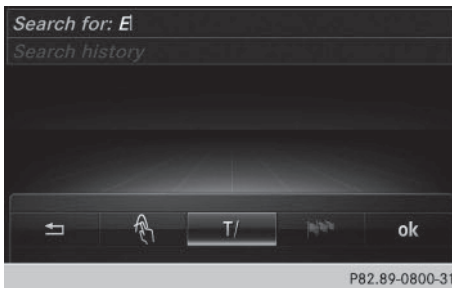 Search for: E
Search history
T/
ok
P82.89-0800-31